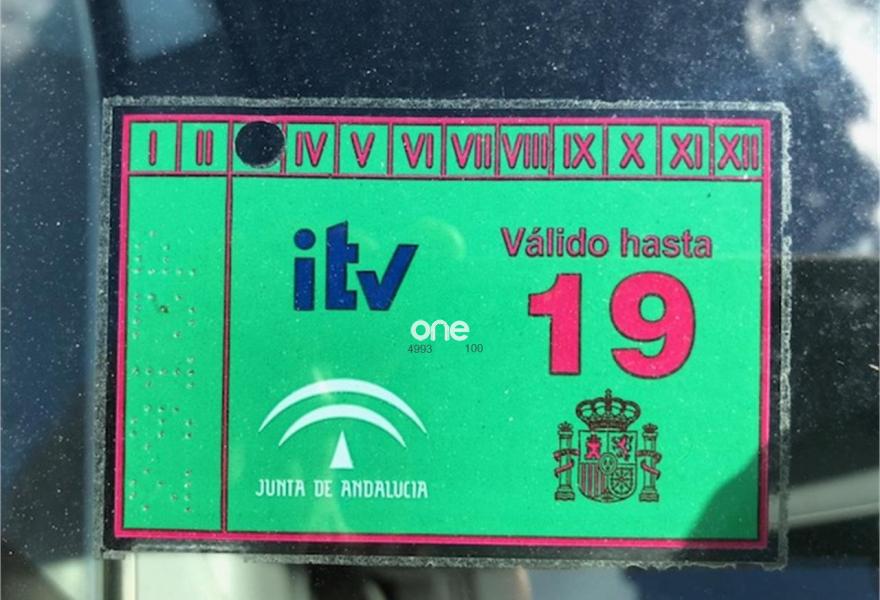 I II IV V VI VII VIII IX X XI XII
itv
Válido hasta
19
one
4993 100
JUNTA DE ANDALUCIA